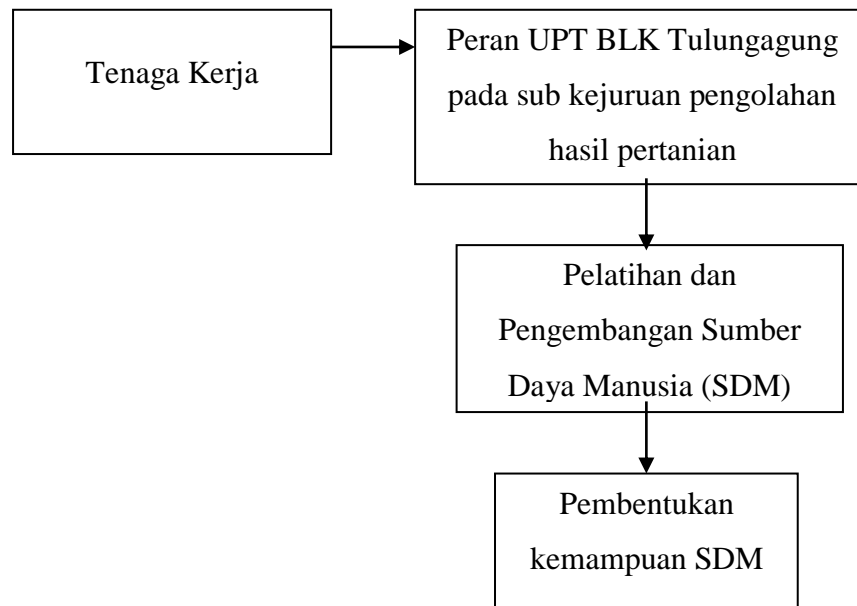 Tenaga Kerja
Peran UPT BLK Tulungagung
pada sub kejuruan pengolahan
hasil pertanian
Pelatihan dan
Pengembangan Sumber
Daya Manusia (SDM)
Pembentukan
kemampuan SDM